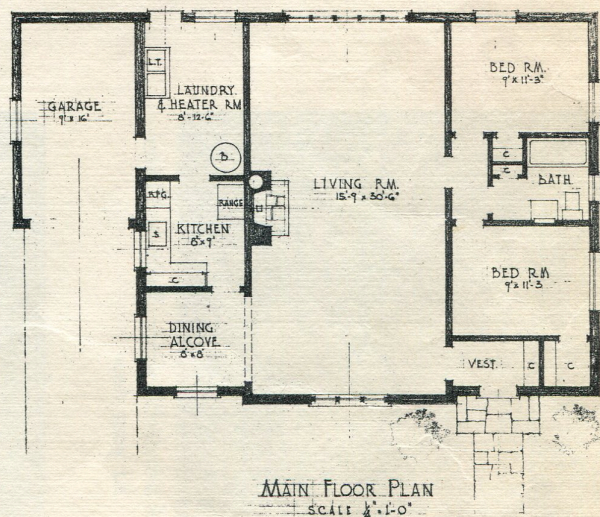 L.T.
LAUNDRY
& HEATER RM
8'-12'-6"
GARAGE
9' x 16'
B
BED RM.
9' x 11'-3"
C
C
BATH
LIVING RM.
15'-9 x 30'-6"
RFG.
RANGE
S
KITCHEN
8' x 9'
C
BED RM
9' x 11'-3
DINING
ALCOVE
8' x 8'
VEST.
C
C
MAIN FLOOR PLAN
SCALE 1'-0"